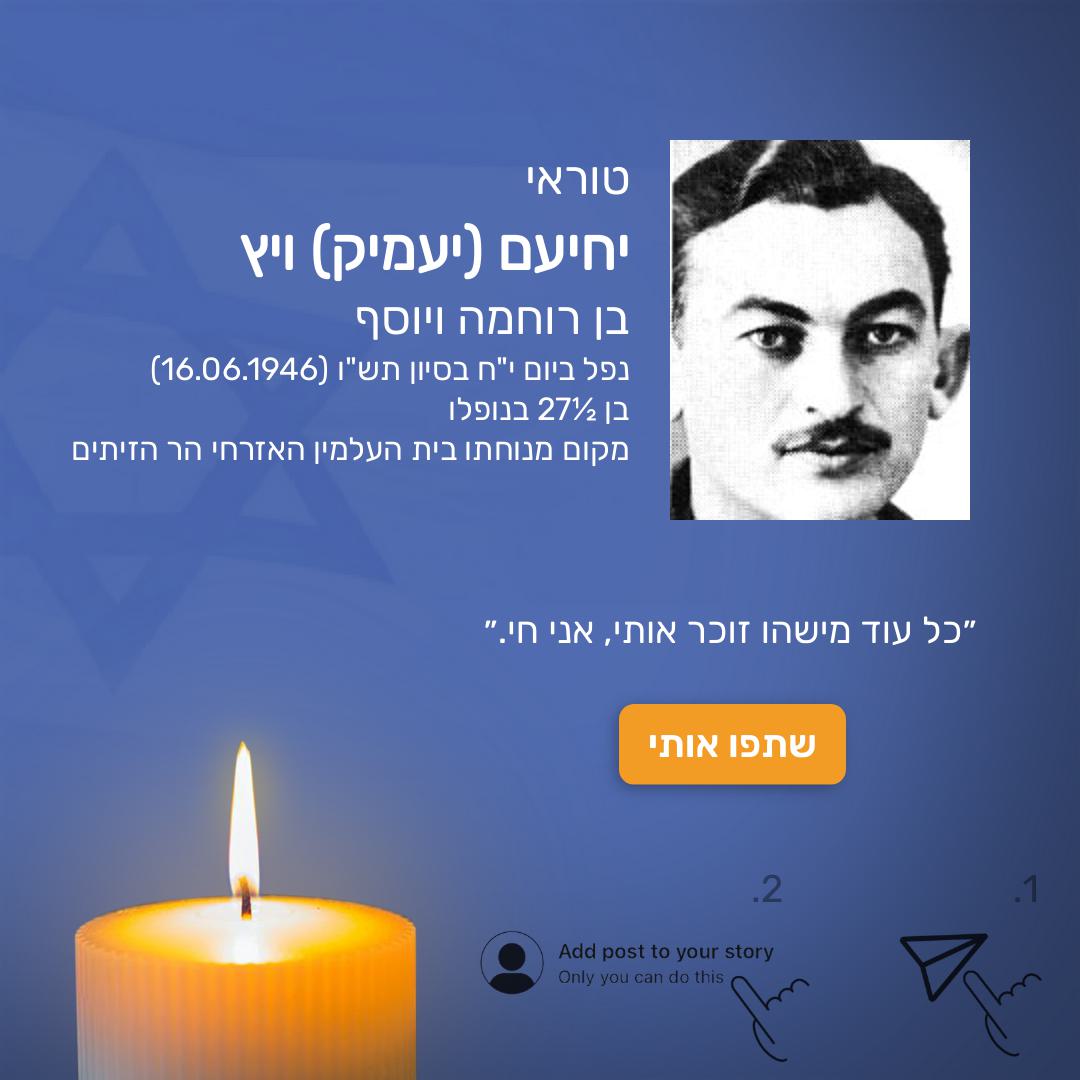 טוראי
יחיעם (יעמיק) ויץ
בן רוחמה ויוסף
נפל ביום י"ח בסיון תש"ו (16.06.1946)
בן 27½ בנופלו
מקום מנוחתו בית העלמין האזרחי הר הזיתים
״כל עוד מישהו זוכר אותי, אני חי.״
שתפו אותי
.1
.2
Add post to your story
Only you can do this